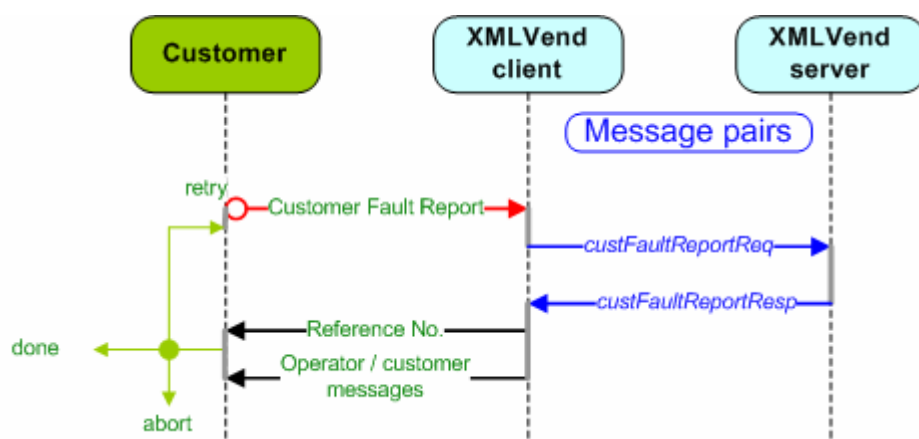 Customer
XMLVend
client
XMLVend
server
Message pairs
retry
Customer Fault Report
custFaultReportReq
custFaultReportResp
Reference No.
done
Operator / customer
messages
abort